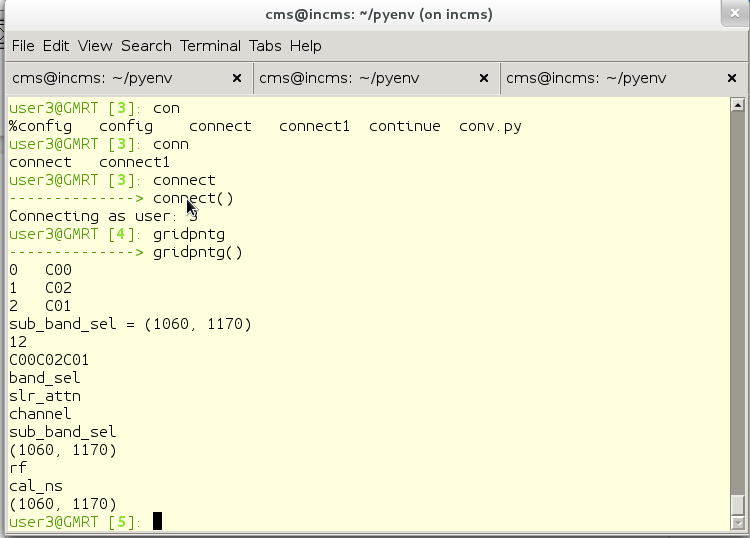 cms@incms: ~/pyenv (on incms)
File Edit View Search Terminal Tabs Help
cms@incms: ~/pyenv × cms@incms: ~/pyenv × cms@incms: ~/pyenv ×
user3@GMRT [3]: con
%config config connect connect1 continue conv.py
user3@GMRT [3]: conn
connect connect1
user3@GMRT [3]: connect
--------------> connect()
Connecting as user: 3
user3@GMRT [4]: gridpntg
--------------> gridpntg()
0 C00
1 C02
2 C01
sub_band_sel = (1060, 1170)
12
C00C02C01
band_sel
slr_attn
channel
sub_band_sel
(1060, 1170)
rf
cal_ns
(1060, 1170)
user3@GMRT [5]: